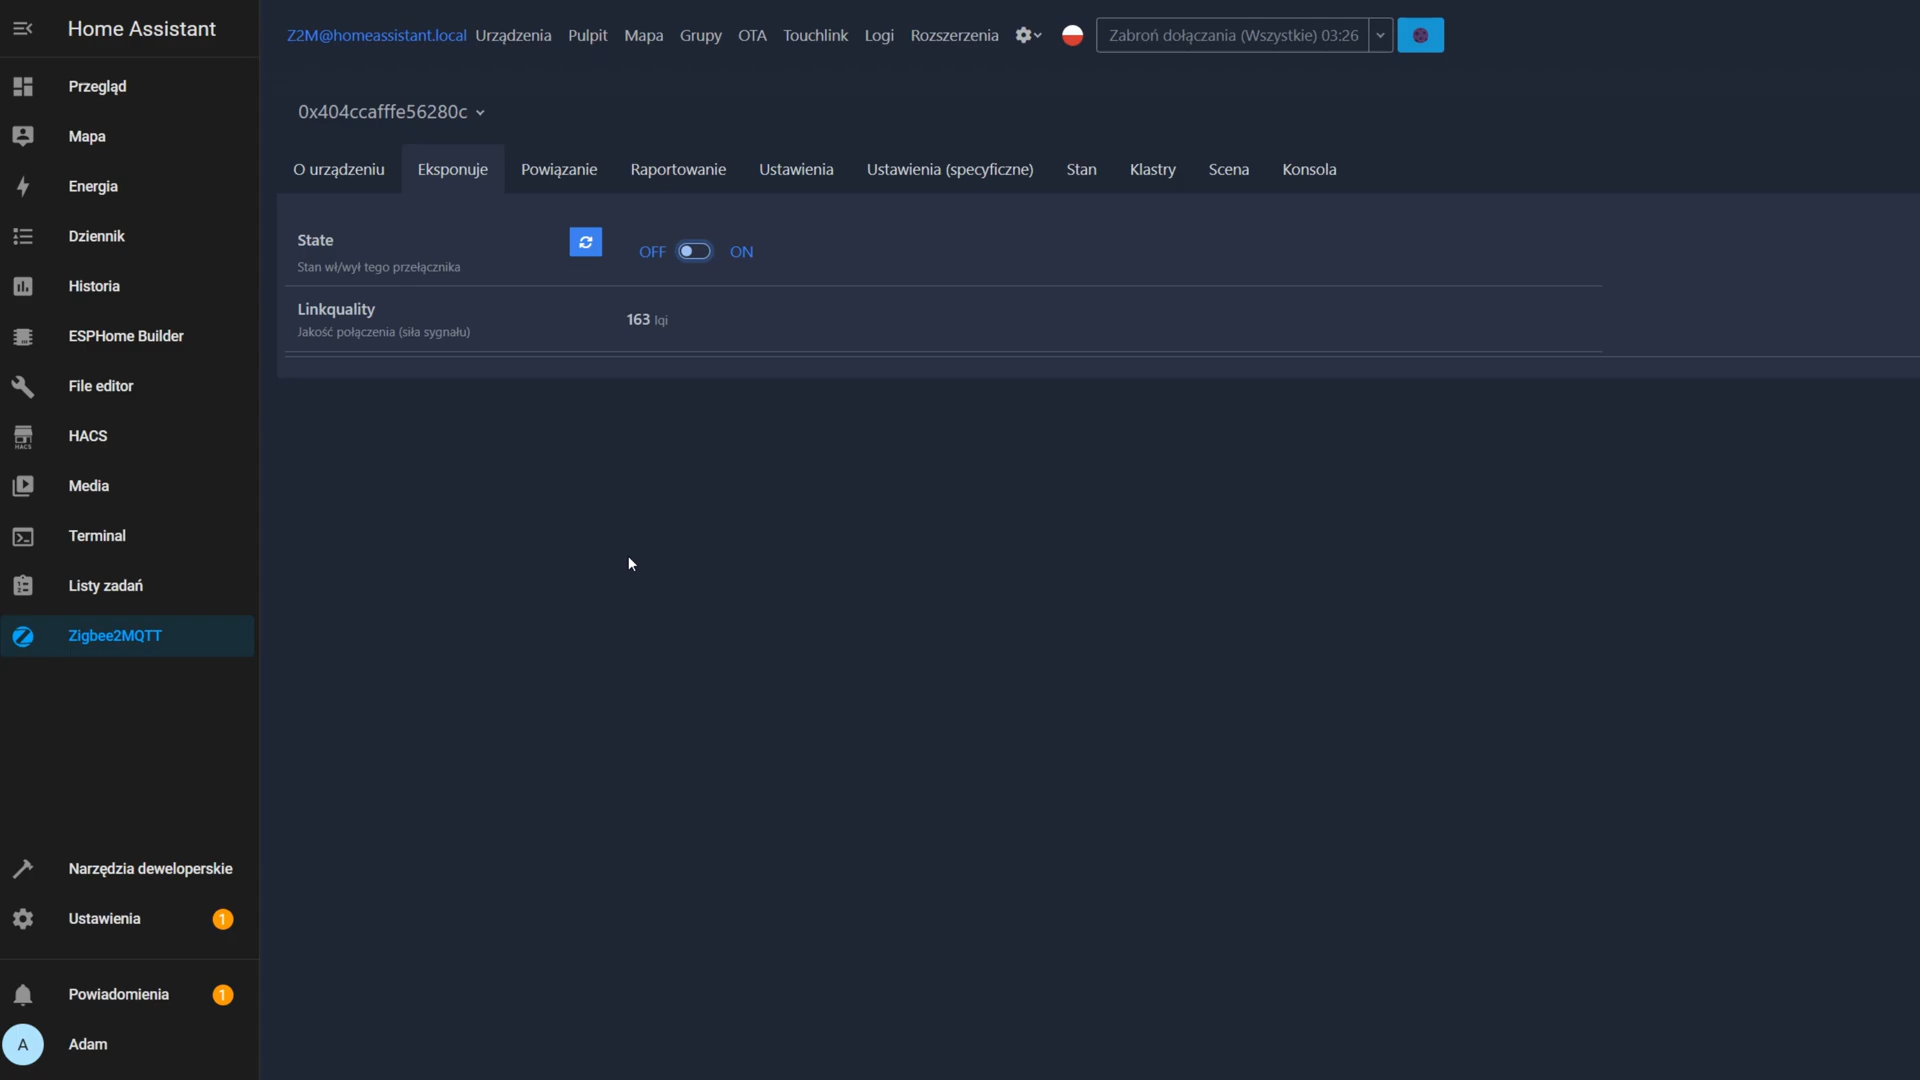 Home Assistant
Przegląd
Mapa
Energia
Dziennik
Historia
ESPHome Builder
File editor
HACS
HACS
Media
Terminal
Listy zadań
Zigbee2MQTT
Narzędzia deweloperskie
Ustawienia 1
Powiadomienia 1
A Adam
Z2M@homeassistant.local Urządzenia Pulpit Mapa Grupy OTA Touchlink Logi Rozszerzenia Zabroń dołączania (Wszystkie) 03:26
0x404ccafffe56280c
O urządzeniu Eksponuje Powiązanie Raportowanie Ustawienia Ustawienia (specyficzne) Stan Klastry Scena Konsola
State
OFF ON
Stan wł/wył tego przełącznika
Linkquality
163 lqi
Jakość połączenia (siła sygnału)